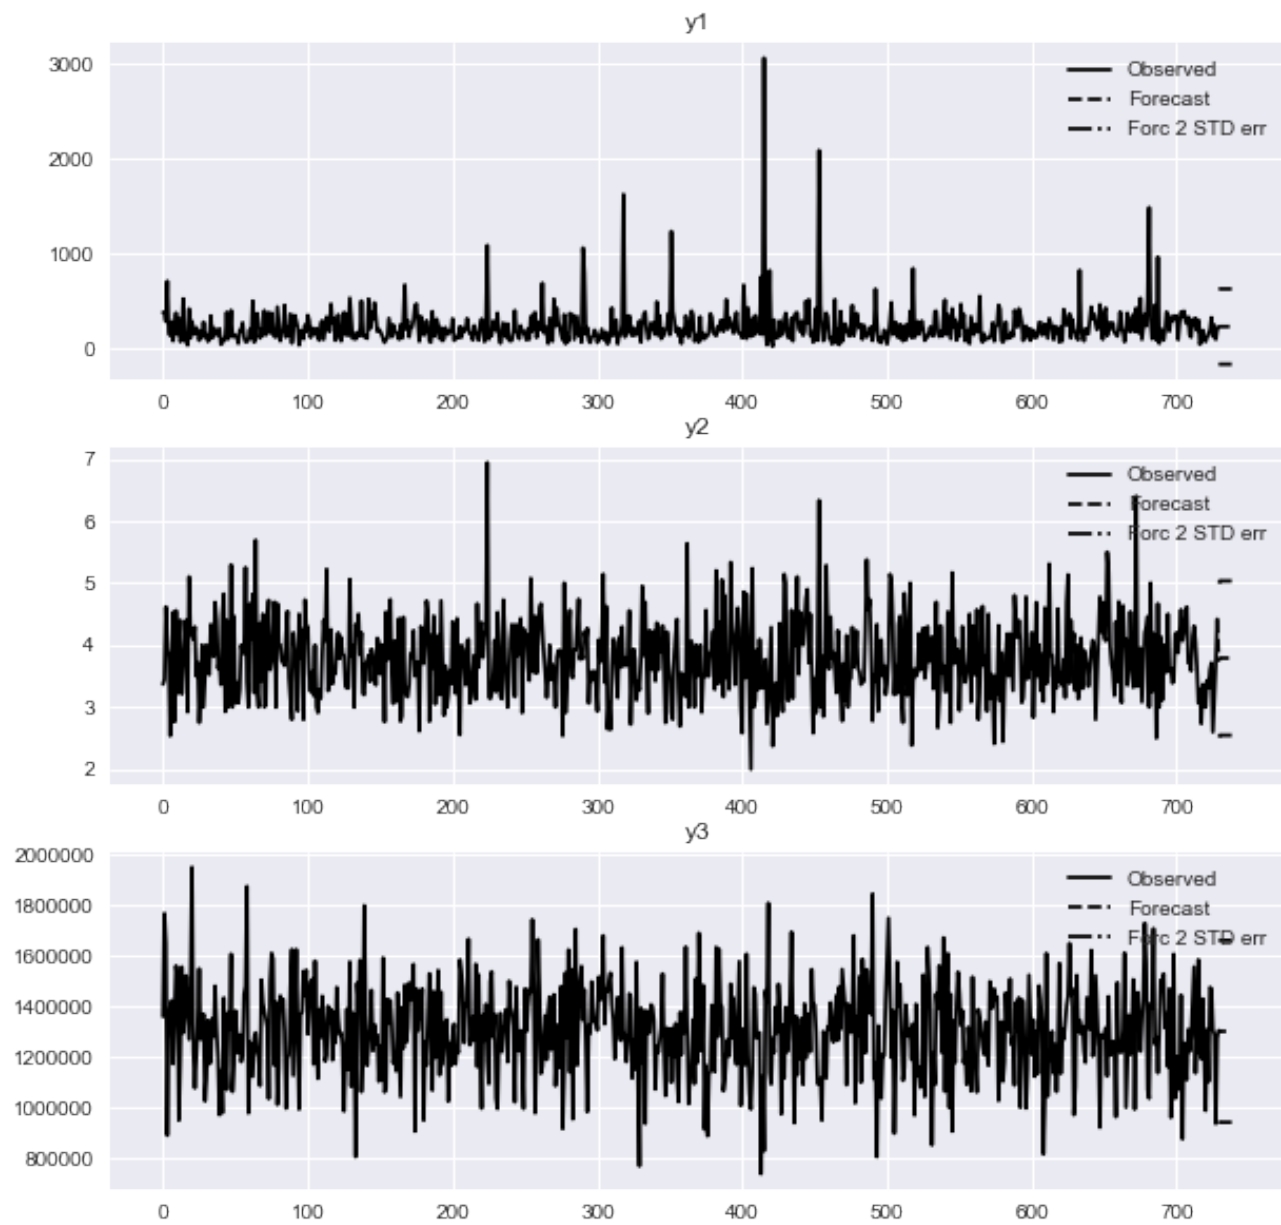 y1
3000
2000
1000
0
Observed
Forecast
Forc 2 STD err
0 100 200 300 400 500 600 700
y2
7
6
5
4
3
2
Observed
Forecast
Forc 2 STD err
0 100 200 300 400 500 600 700
y3
2000000
1800000
1600000
1400000
1200000
1000000
800000
Observed
Forecast
Forc 2 STD err
0 100 200 300 400 500 600 700